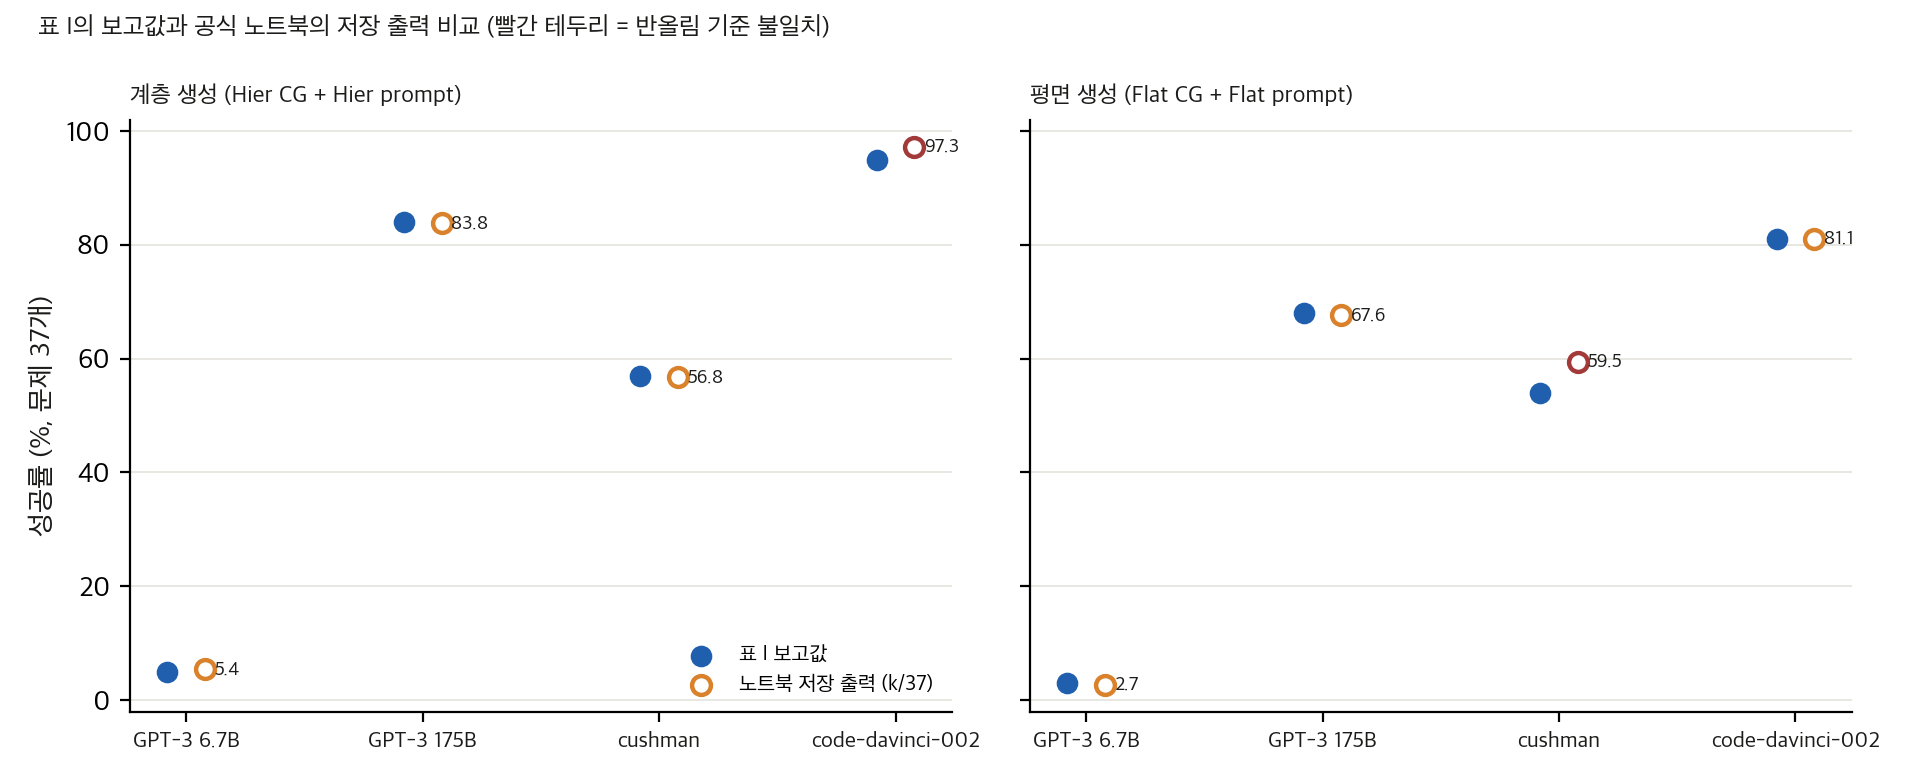 표 I의 보고값과 공식 노트북의 저장 출력 비교 (빨간 테두리 = 반올림 기준 불일치)
계층 생성 (Hier CG + Hier prompt)
성공률 (%, 문제 37개)
100
80
60
40
20
0
97.3
83.8
56.8
5.4
표 I 보고값
노트북 저장 출력 (k/37)
GPT-3 6.7B
GPT-3 175B
cushman
code-davinci-002
평면 생성 (Flat CG + Flat prompt)
81.1
67.6
59.5
2.7
GPT-3 6.7B
GPT-3 175B
cushman
code-davinci-002